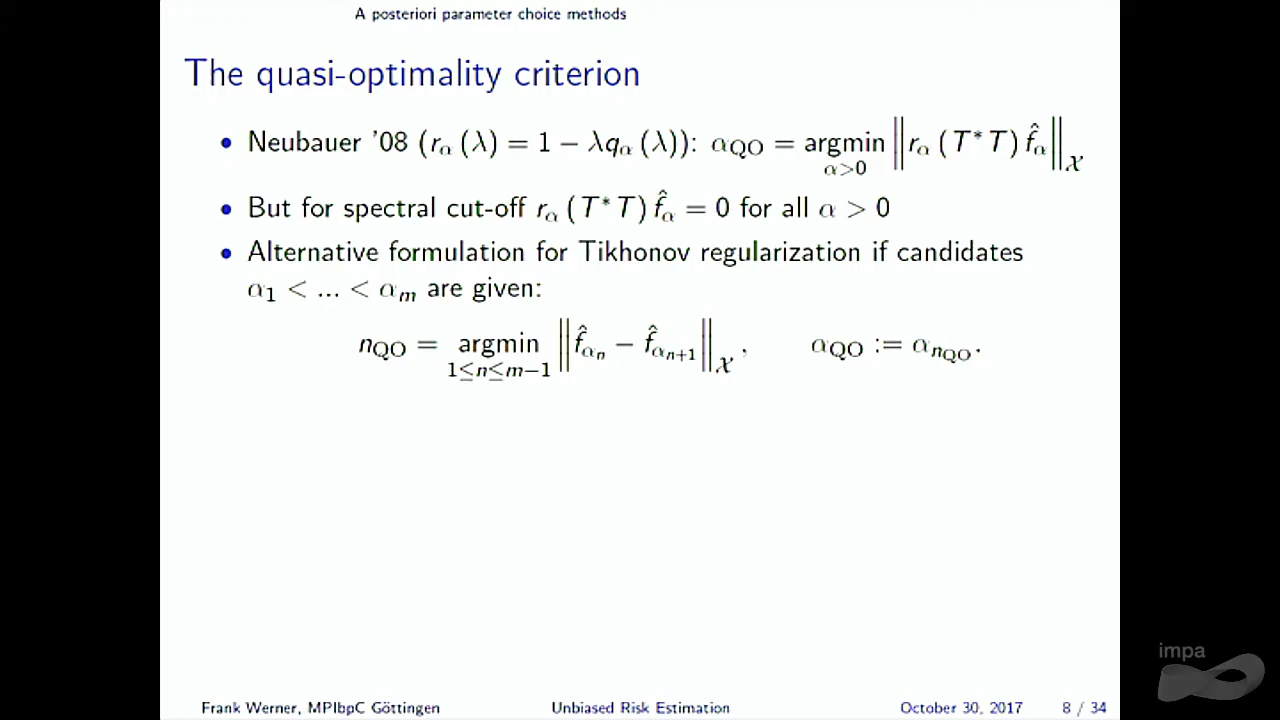 A posteriori parameter choice methods
The quasi-optimality criterion
• Neubauer '08 (r_α (λ) = 1 − λq_α (λ)): α_QO = argmin_{α>0} ‖r_α (T*T) f̂_α‖_𝒳
• But for spectral cut-off r_α (T*T) f̂_α = 0 for all α > 0
• Alternative formulation for Tikhonov regularization if candidates
α_1 < ... < α_m are given:
n_QO = argmin_{1≤n≤m−1} ‖f̂_{α_n} − f̂_{α_{n+1}}‖_𝒳 , α_QO := α_{n_QO}.
impa
Frank Werner, MPIbpC Göttingen Unbiased Risk Estimation October 30, 2017 8 / 34